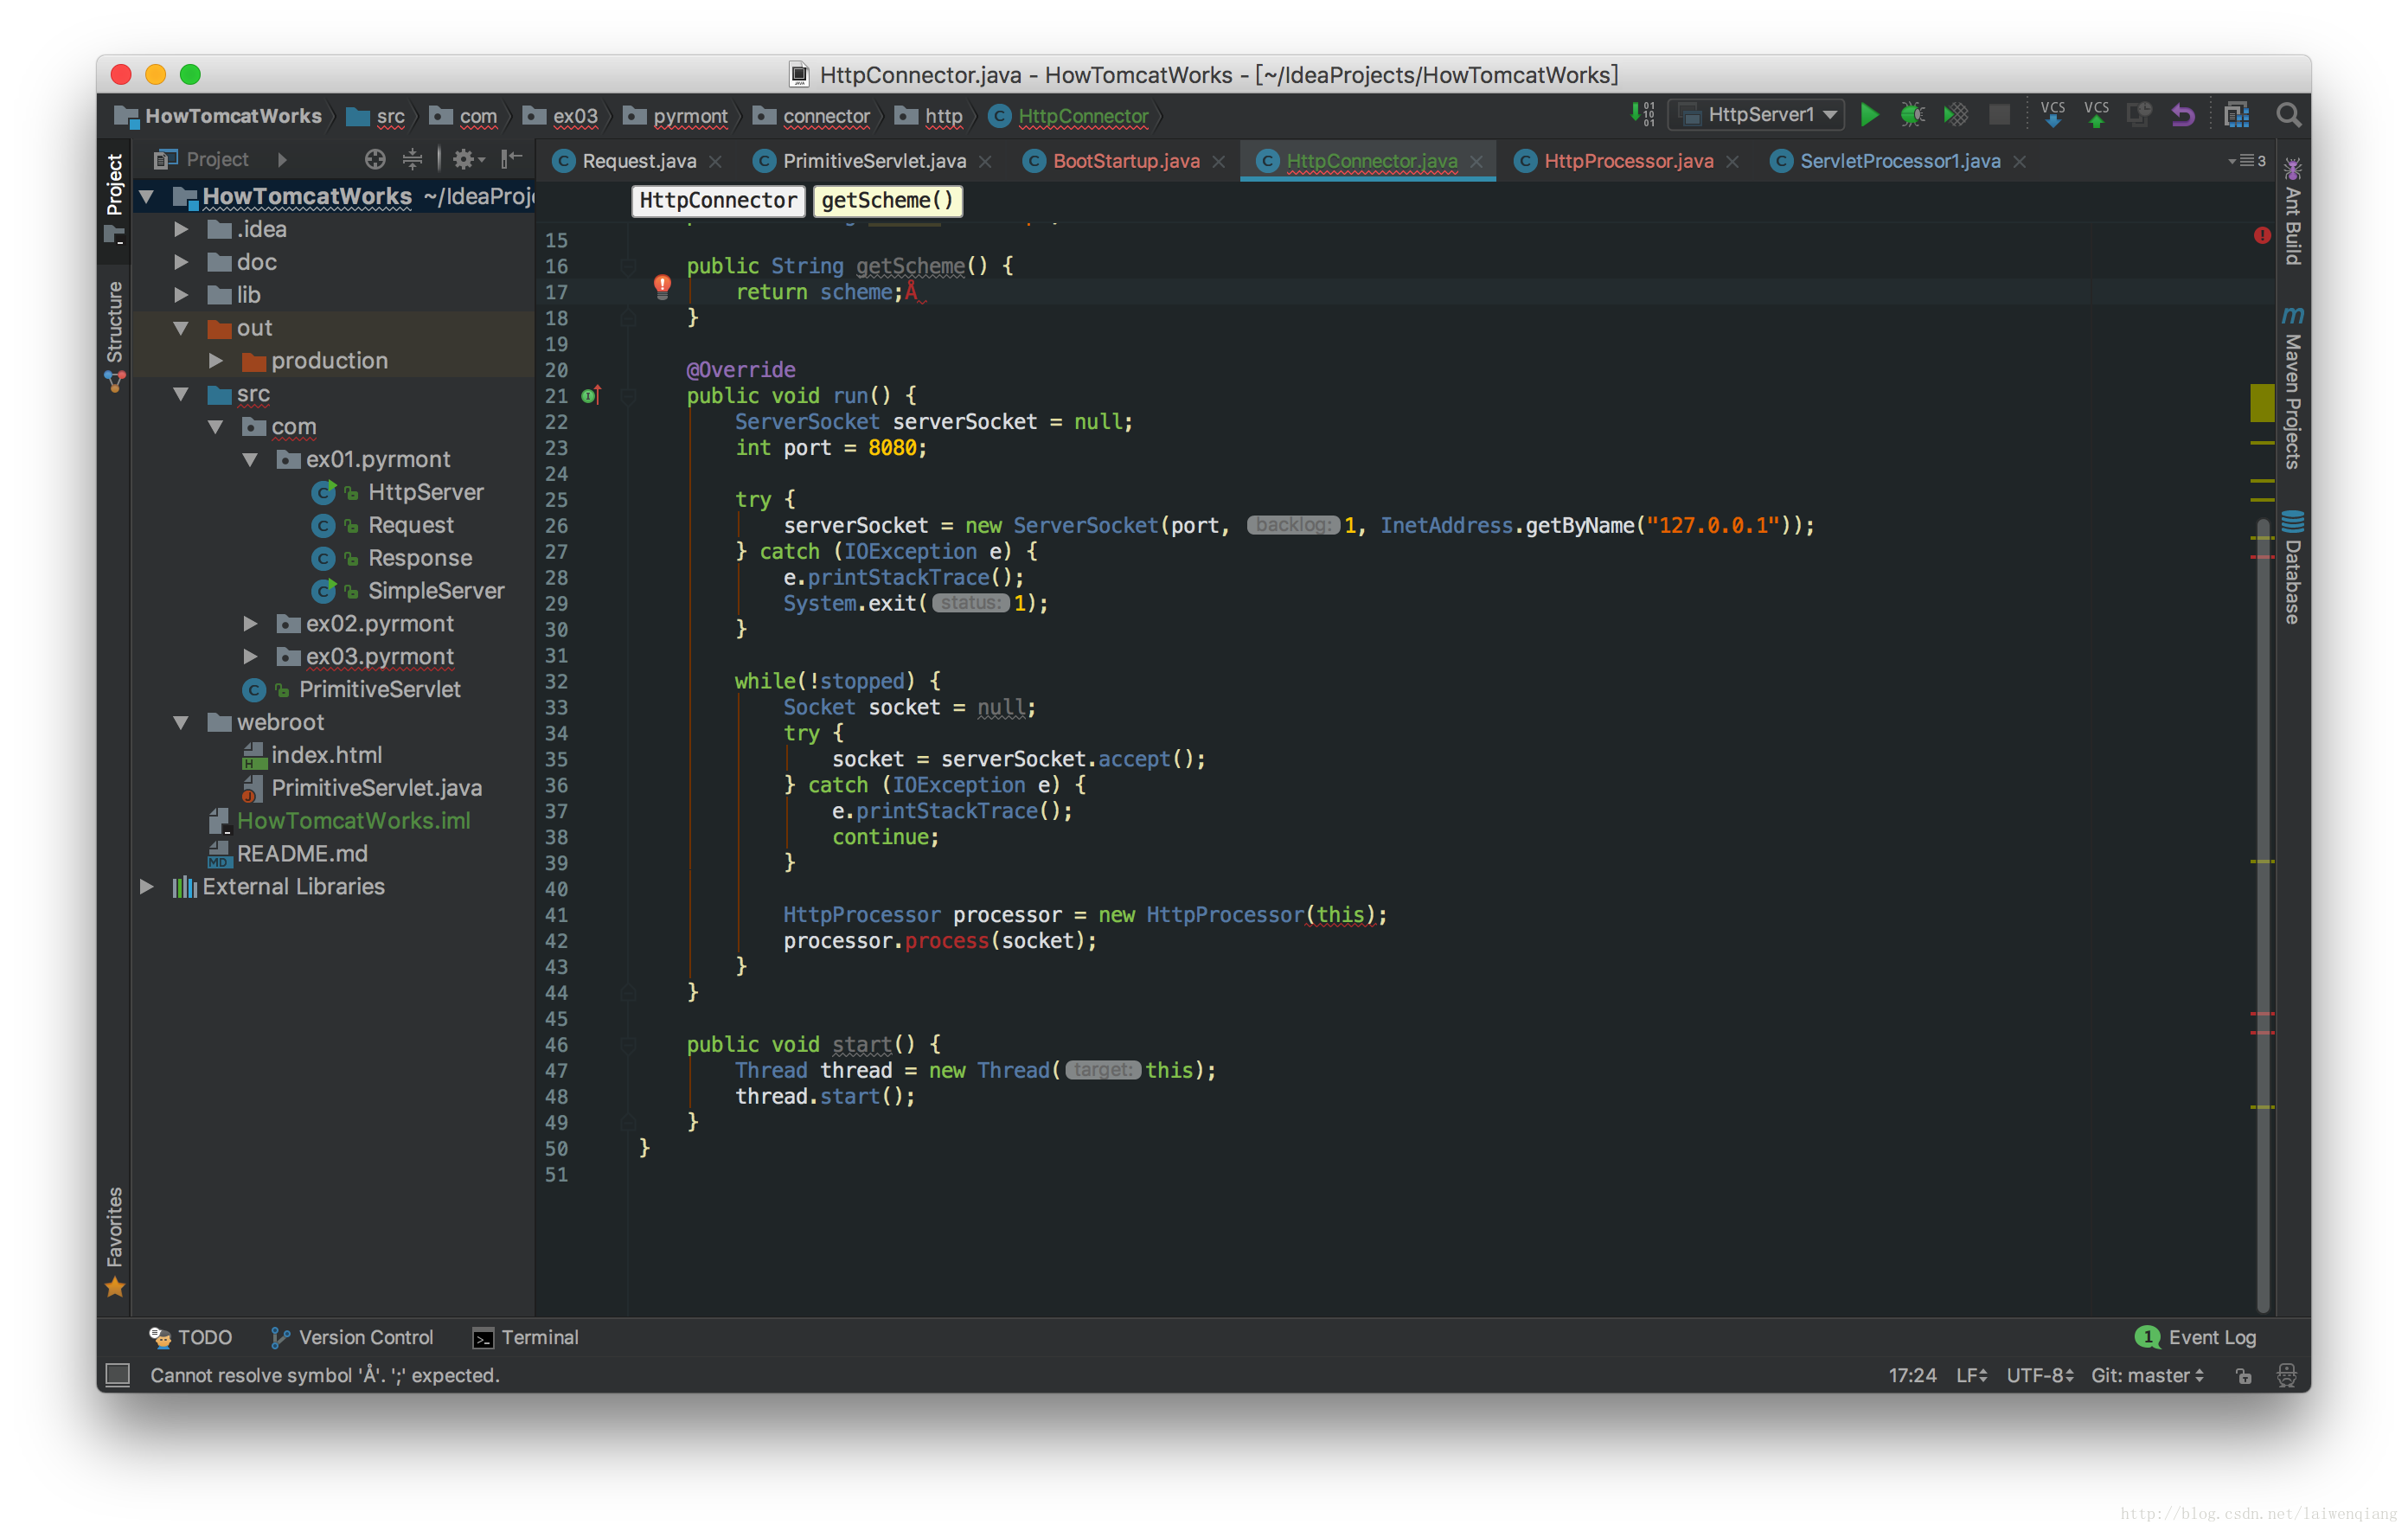 HttpConnector.java - HowTomcatWorks - [~/IdeaProjects/HowTomcatWorks]
HowTomcatWorks src com ex03 pyrmont connector http HttpConnector
HttpServer1
VCS VCS
Project
Request.java PrimitiveServlet.java BootStartup.java HttpConnector.java HttpProcessor.java ServletProcessor1.java 3
HttpConnector getScheme()
Project
Structure
Favorites
HowTomcatWorks ~/IdeaProj
.idea
doc
lib
out
production
src
com
ex01.pyrmont
HttpServer
Request
Response
SimpleServer
ex02.pyrmont
ex03.pyrmont
PrimitiveServlet
webroot
index.html
PrimitiveServlet.java
HowTomcatWorks.iml
README.md
External Libraries
15
16 public String getScheme() {
17 return scheme;Å
18 }
19
20 @Override
21 public void run() {
22 ServerSocket serverSocket = null;
23 int port = 8080;
24
25 try {
26 serverSocket = new ServerSocket(port, backlog: 1, InetAddress.getByName("127.0.0.1"));
27 } catch (IOException e) {
28 e.printStackTrace();
29 System.exit( status: 1);
30 }
31
32 while(!stopped) {
33 Socket socket = null;
34 try {
35 socket = serverSocket.accept();
36 } catch (IOException e) {
37 e.printStackTrace();
38 continue;
39 }
40
41 HttpProcessor processor = new HttpProcessor(this);
42 processor.process(socket);
43 }
44 }
45
46 public void start() {
47 Thread thread = new Thread( target: this);
48 thread.start();
49 }
50 }
51
Ant Build
Maven Projects
Database
TODO Version Control Terminal 1 Event Log
Cannot resolve symbol 'Å'. ';' expected. 17:24 LF UTF-8 Git: master
http://blog.csdn.net/laiwenqiang